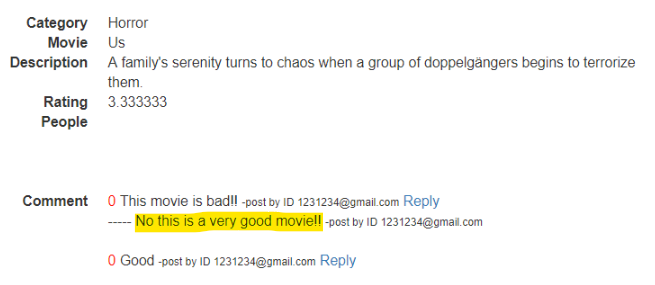 Category Horror
Movie Us
Description A family's serenity turns to chaos when a group of doppelgängers begins to terrorize
them.
Rating 3.333333
People
Comment 0 This movie is bad!! -post by ID 1231234@gmail.com Reply
----- No this is a very good movie!! -post by ID 1231234@gmail.com
0 Good -post by ID 1231234@gmail.com Reply